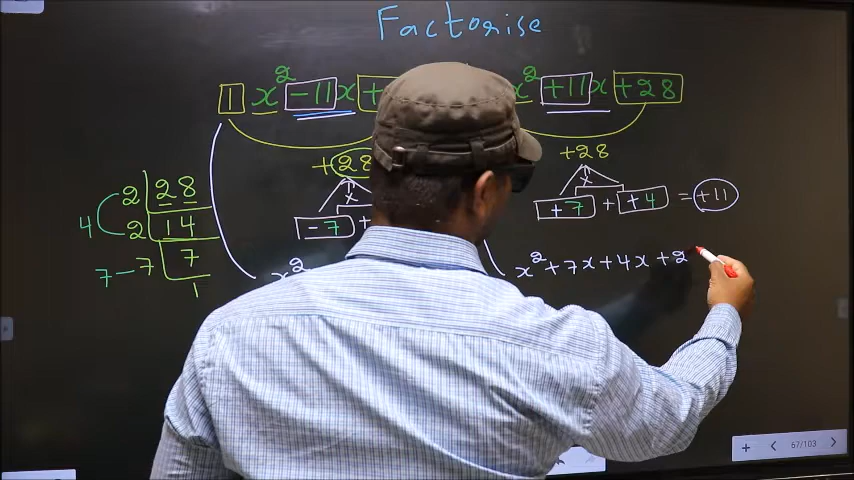 Factorise
1 x² -11x + x² +11x +28
+28 +28
-7 + +7 + +4 = +11
2 28
4 2 14
7 - 7 7
1
x² x² + 7x + 4x + 2
+ < 67/103 >